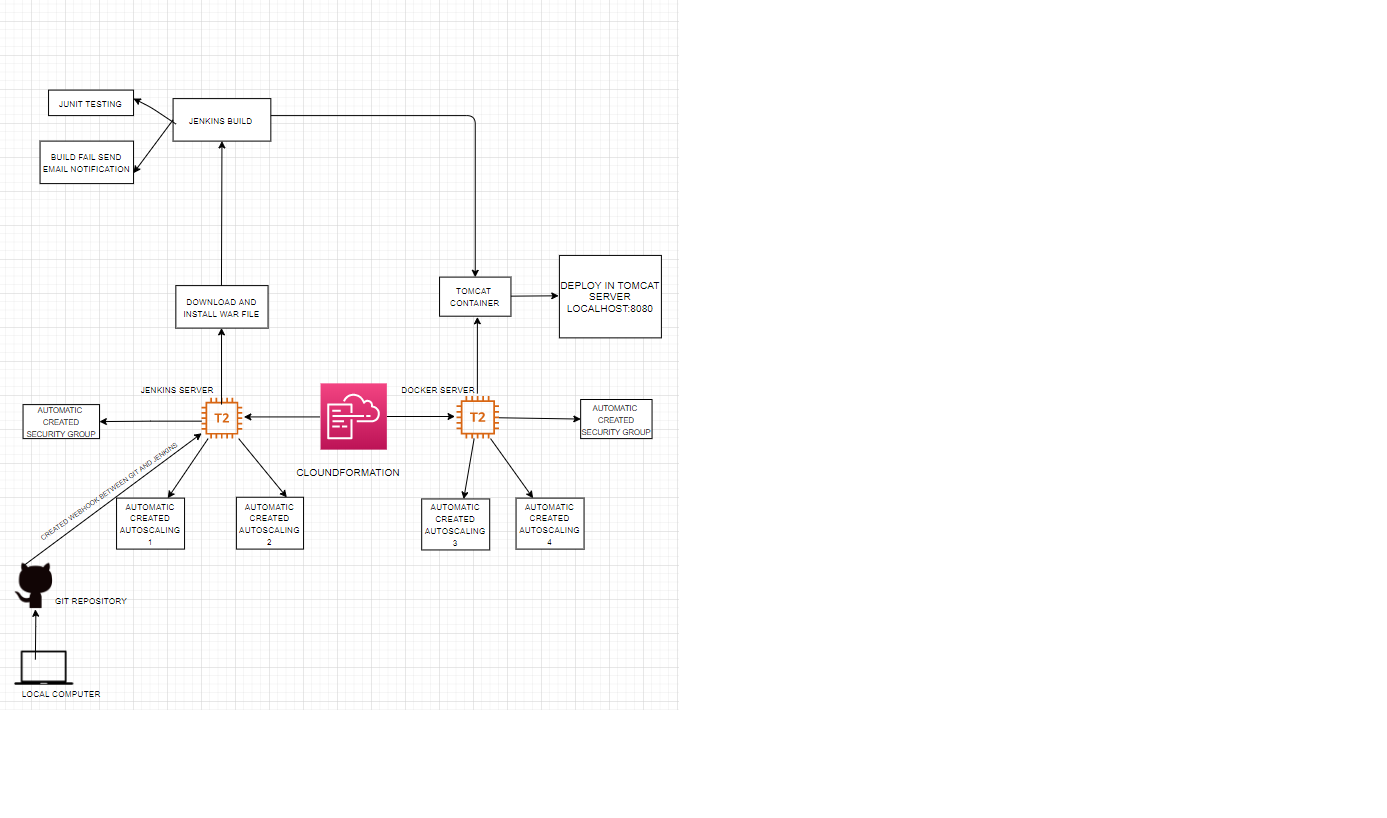 JUNIT TESTING
JENKINS BUILD
BUILD FAIL SEND
EMAIL NOTIFICATION
DOWNLOAD AND
INSTALL WAR FILE
TOMCAT
CONTAINER
DEPLOY IN TOMCAT
SERVER
LOCALHOST:8080
JENKINS SERVER
DOCKER SERVER
T2
T2
AUTOMATIC
CREATED
SECURITY GROUP
AUTOMATIC
CREATED
SECURITY GROUP
CLOUNDFORMATION
CREATED WEBHOOK BETWEEN GIT AND JENKINS
AUTOMATIC
CREATED
AUTOSCALING
1
AUTOMATIC
CREATED
AUTOSCALING
2
AUTOMATIC
CREATED
AUTOSCALING
3
AUTOMATIC
CREATED
AUTOSCALING
4
GIT REPOSITORY
LOCAL COMPUTER